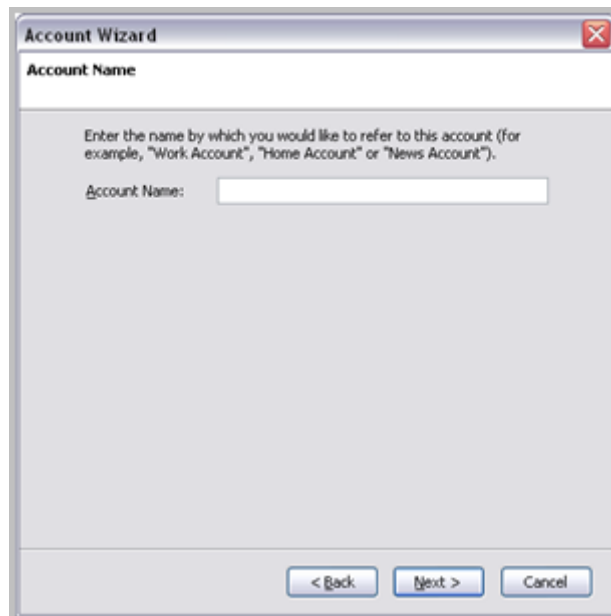 Account Wizard
Account Name
Enter the name by which you would like to refer to this account (for
example, "Work Account", "Home Account" or "News Account").
Account Name:
< Back
Next >
Cancel